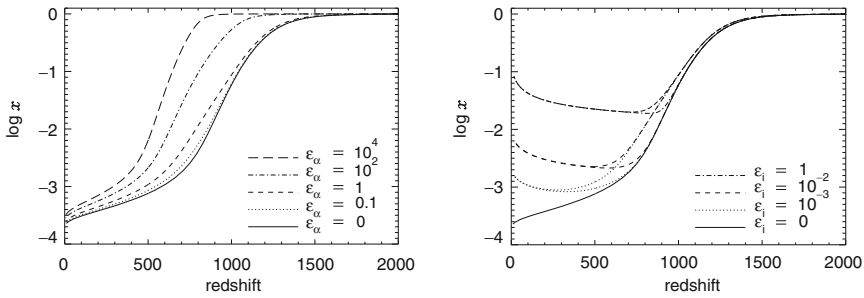 0
−1
−2
−3
−4
log x
ε_α = 10^4
ε_α = 10^2
ε_α = 1
ε_α = 0.1
ε_α = 0
0 500 1000 1500 2000
redshift
0
−1
−2
−3
−4
log x
ε_i = 1
ε_i = 10^−2
ε_i = 10^−3
ε_i = 0
0 500 1000 1500 2000
redshift